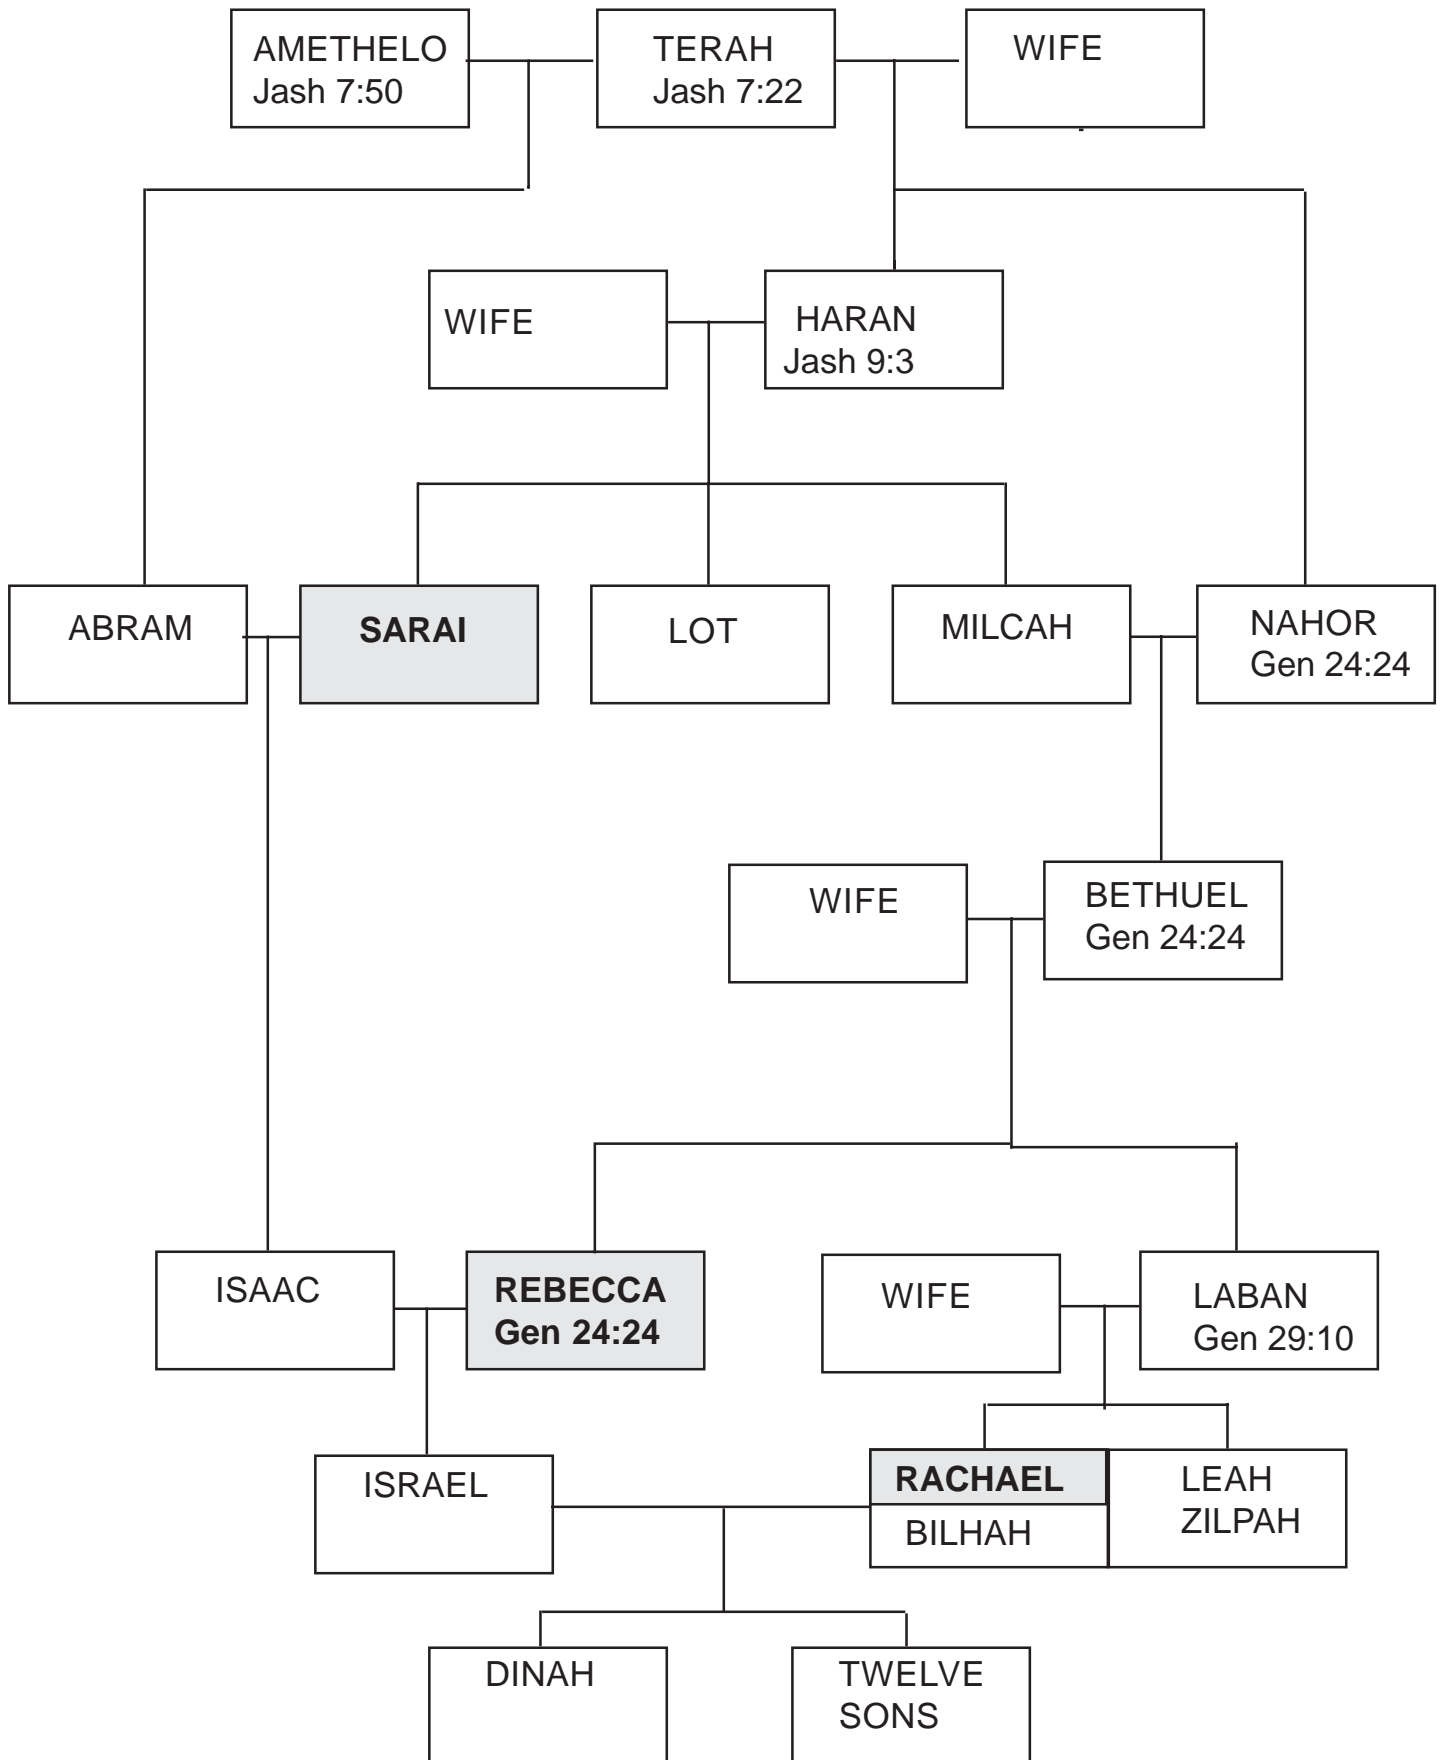 AMETHELO
Jash 7:50
TERAH
Jash 7:22
WIFE
WIFE
HARAN
Jash 9:3
ABRAM
SARAI
LOT
MILCAH
NAHOR
Gen 24:24
WIFE
BETHUEL
Gen 24:24
ISAAC
REBECCA
Gen 24:24
WIFE
LABAN
Gen 29:10
ISRAEL
RACHAEL
BILHAH
LEAH
ZILPAH
DINAH
TWELVE
SONS